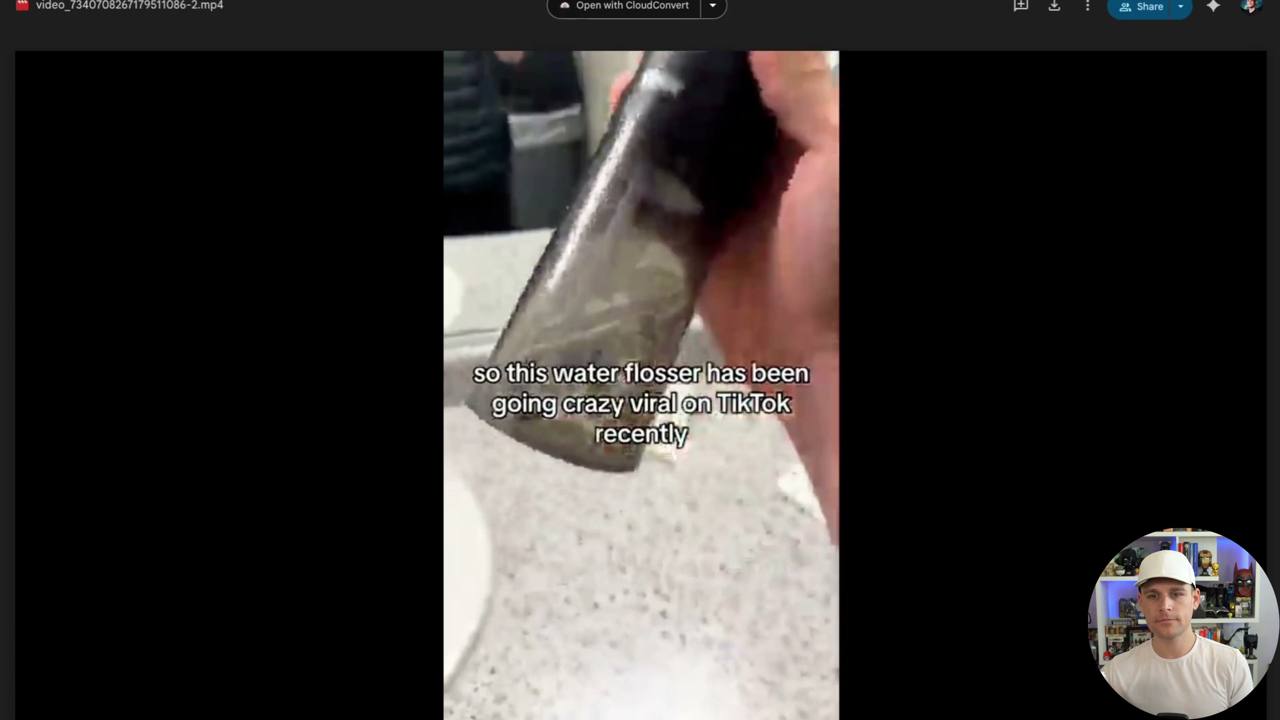 video_7340708267179511086-2.mp4
Open with CloudConvert
Share
so this water flosser has been
going crazy viral on TikTok
recently